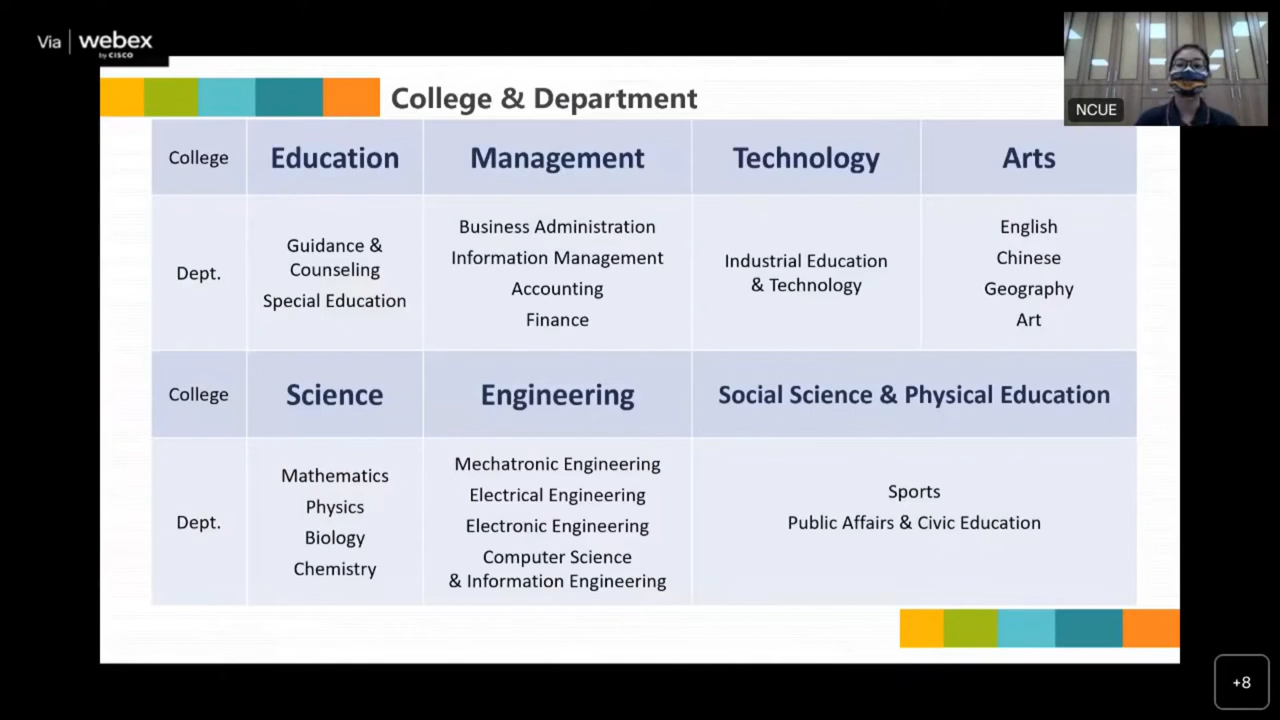 Via webex
by CISCO
NCUE
College & Department
College Education Management Technology Arts
Dept.
Guidance &
Counseling
Special Education
Business Administration
Information Management
Accounting
Finance
Industrial Education
& Technology
English
Chinese
Geography
Art
College Science Engineering Social Science & Physical Education
Dept.
Mathematics
Physics
Biology
Chemistry
Mechatronic Engineering
Electrical Engineering
Electronic Engineering
Computer Science
& Information Engineering
Sports
Public Affairs & Civic Education
+8